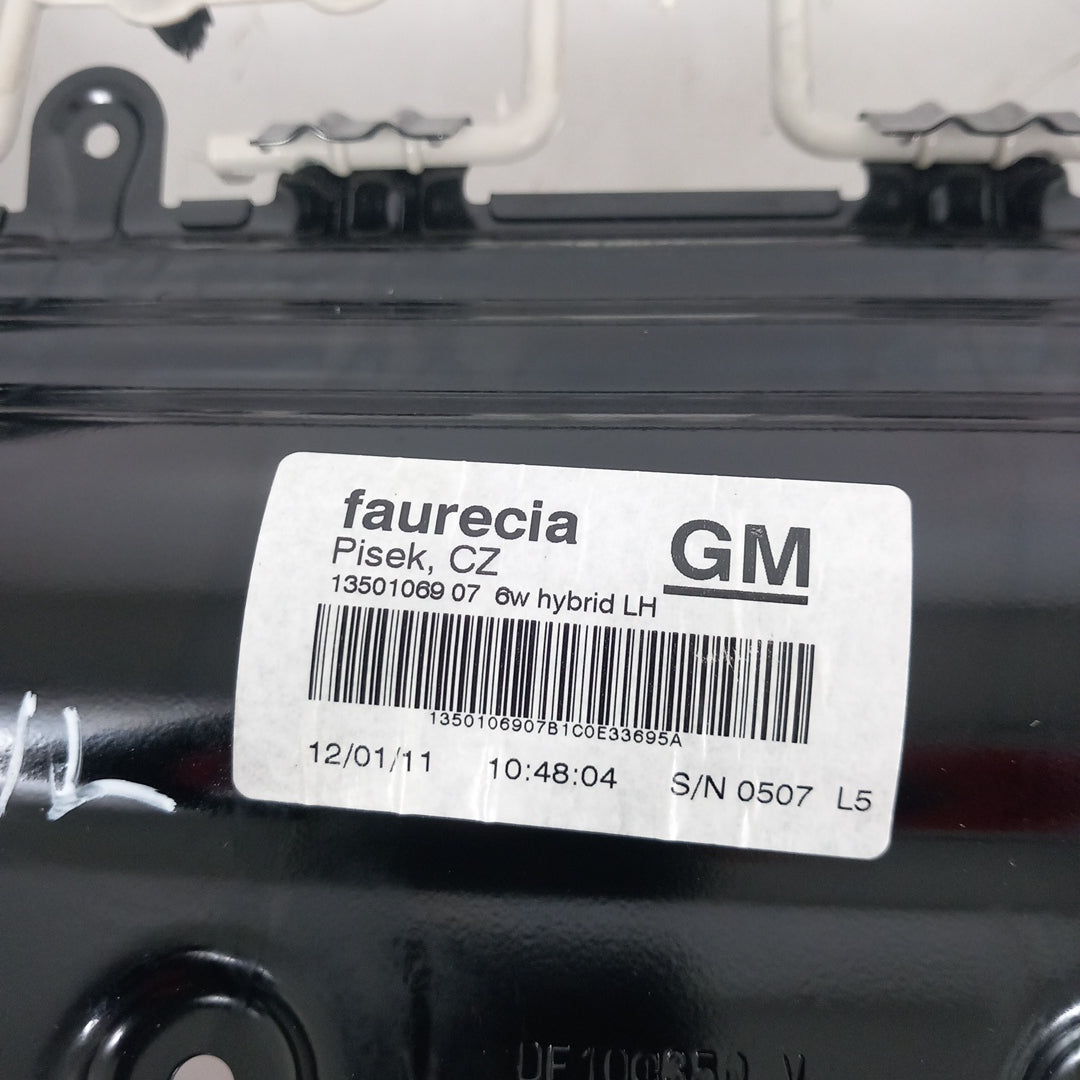 faurecia
GM
Pisek, CZ
13501069 07 6w hybrid LH
1350106907B1C0E33695A
12/01/11 10:48:04 S/N 0507 L5